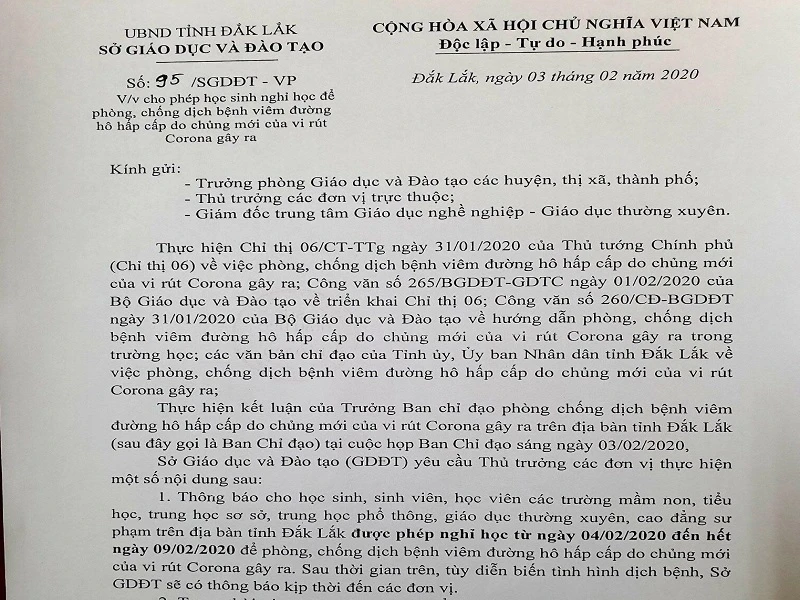 UBND TỈNH ĐẮK LẮK
SỞ GIÁO DỤC VÀ ĐÀO TẠO
CỘNG HÒA XÃ HỘI CHỦ NGHĨA VIỆT NAM
Độc lập - Tự do - Hạnh phúc
Số: 95 /SGDĐT - VP
V/v cho phép học sinh nghỉ học để
phòng, chống dịch bệnh viêm đường
hô hấp cấp do chủng mới của vi rút
Corona gây ra
Đắk Lắk, ngày 03 tháng 02 năm 2020
Kính gửi:
- Trưởng phòng Giáo dục và Đào tạo các huyện, thị xã, thành phố;
- Thủ trưởng các đơn vị trực thuộc;
- Giám đốc trung tâm Giáo dục nghề nghiệp - Giáo dục thường xuyên.
Thực hiện Chỉ thị 06/CT-TTg ngày 31/01/2020 của Thủ tướng Chính phủ
(Chỉ thị 06) về việc phòng, chống dịch bệnh viêm đường hô hấp cấp do chủng mới
của vi rút Corona gây ra; Công văn số 265/BGDĐT-GDTC ngày 01/02/2020 của
Bộ Giáo dục và Đào tạo về triển khai Chỉ thị 06; Công văn số 260/CĐ-BGDĐT
ngày 31/01/2020 của Bộ Giáo dục và Đào tạo về hướng dẫn phòng, chống dịch
bệnh viêm đường hô hấp cấp do chủng mới của vi rút Corona gây ra trong
trường học; các văn bản chỉ đạo của Tỉnh ủy, Ủy ban Nhân dân tỉnh Đắk Lắk về
việc phòng, chống dịch bệnh viêm đường hô hấp cấp do chủng mới của vi rút
Corona gây ra;
Thực hiện kết luận của Trưởng Ban chỉ đạo phòng chống dịch bệnh viêm
đường hô hấp cấp do chủng mới của vi rút Corona gây ra trên địa bàn tỉnh Đắk Lắk
(sau đây gọi là Ban Chỉ đạo) tại cuộc họp Ban Chỉ đạo sáng ngày 03/02/2020,
Sở Giáo dục và Đào tạo (GDĐT) yêu cầu Thủ trưởng các đơn vị thực hiện
một số nội dung sau:
1. Thông báo cho học sinh, sinh viên, học viên các trường mầm non, tiểu
học, trung học sơ sở, trung học phổ thông, giáo dục thường xuyên, cao đẳng sư
phạm trên địa bàn tỉnh Đắk Lắk được phép nghỉ học từ ngày 04/02/2020 đến hết
ngày 09/02/2020 để phòng, chống dịch bệnh viêm đường hô hấp cấp do chủng mới
của vi rút Corona gây ra. Sau thời gian trên, tùy diễn biến tình hình dịch bệnh, Sở
GDĐT sẽ có thông báo kịp thời đến các đơn vị.